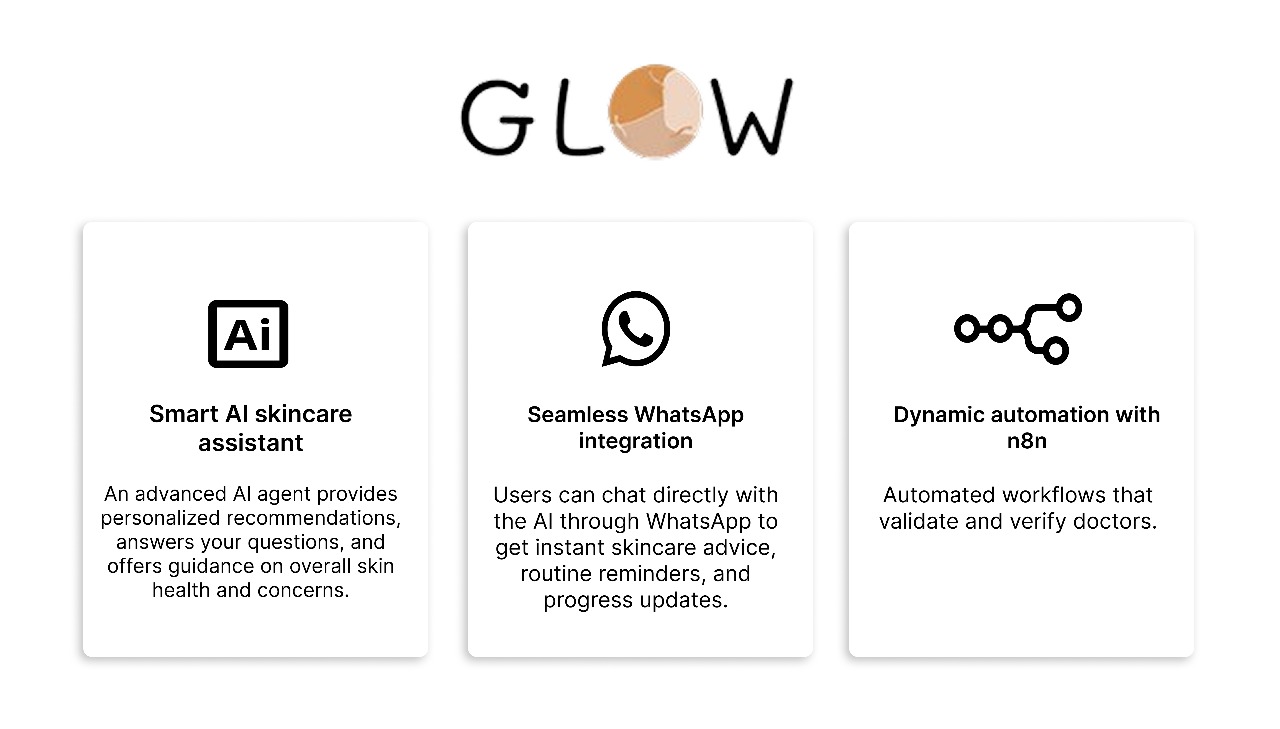 GLOW
Ai
Smart AI skincare
assistant
An advanced AI agent provides
personalized recommendations,
answers your questions, and
offers guidance on overall skin
health and concerns.
Seamless WhatsApp
integration
Users can chat directly with
the AI through WhatsApp to
get instant skincare advice,
routine reminders, and
progress updates.
Dynamic automation with
n8n
Automated workflows that
validate and verify doctors.